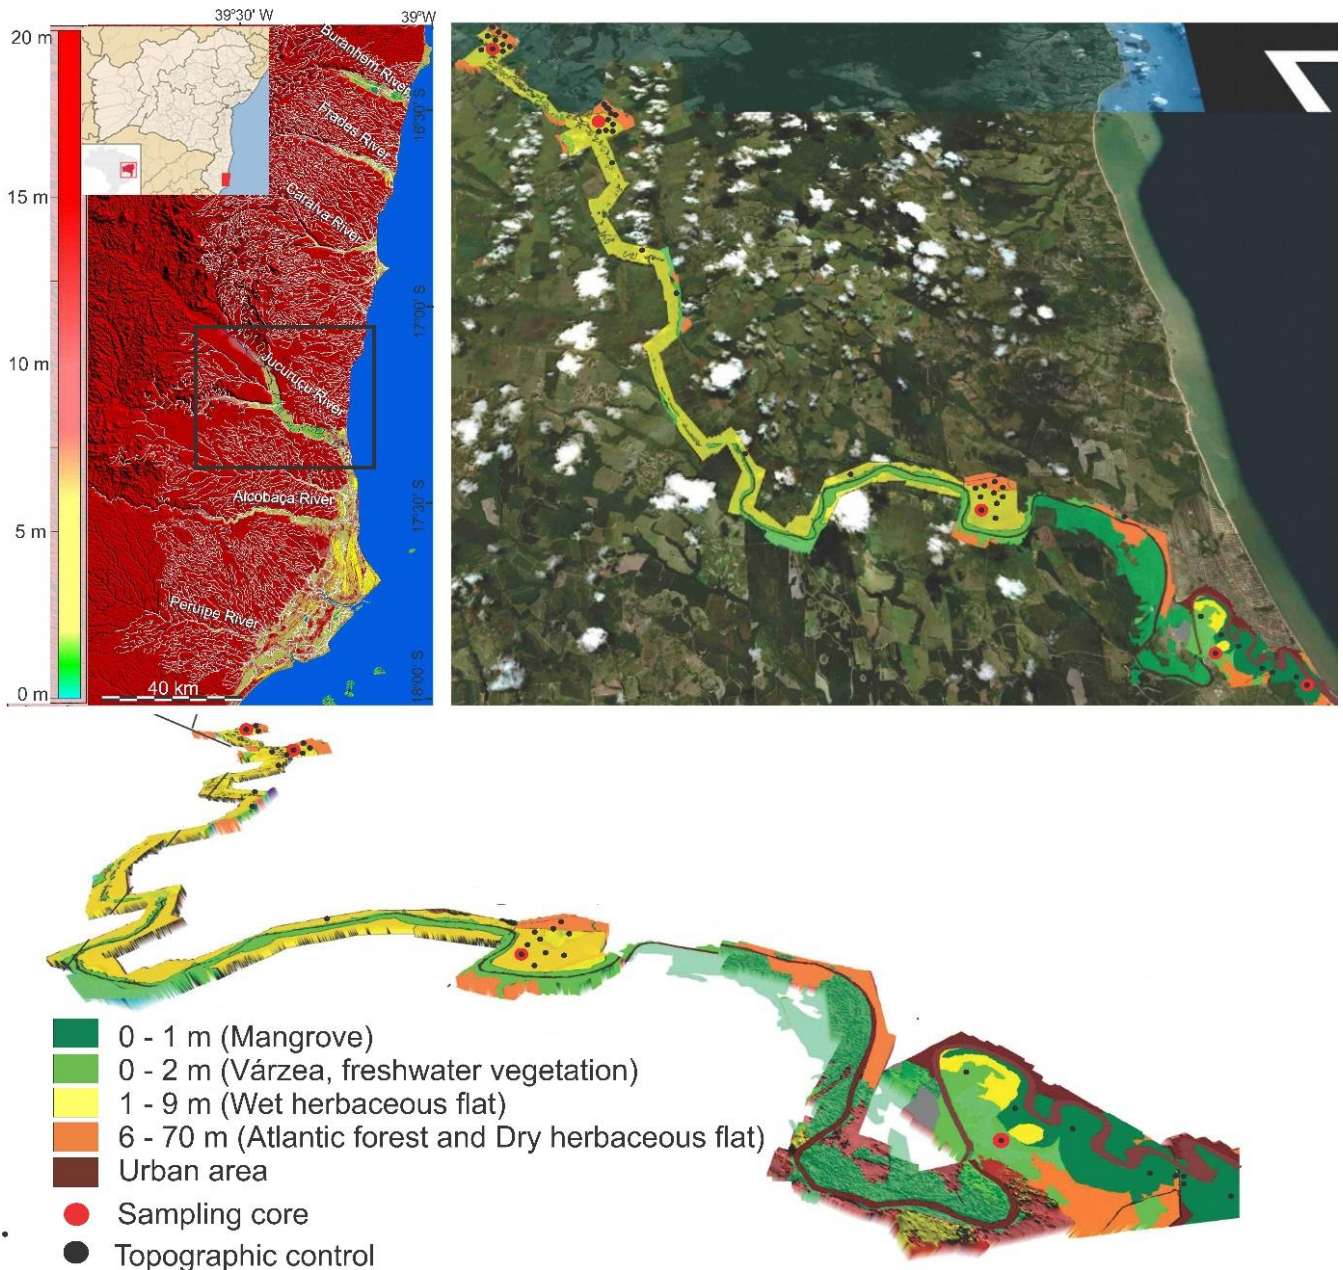 39°30' W
39°W
20 m
15 m
10 m
5 m
0 m
Buranhém River
Frades River
Caraíva River
Jucuruçu River
Alcobaça River
Peruípe River
16°30' S
17°00' S
17°30' S
18°00' S
40 km
0 - 1 m (Mangrove)
0 - 2 m (Várzea, freshwater vegetation)
1 - 9 m (Wet herbaceous flat)
6 - 70 m (Atlantic forest and Dry herbaceous flat)
Urban area
Sampling core
Topographic control